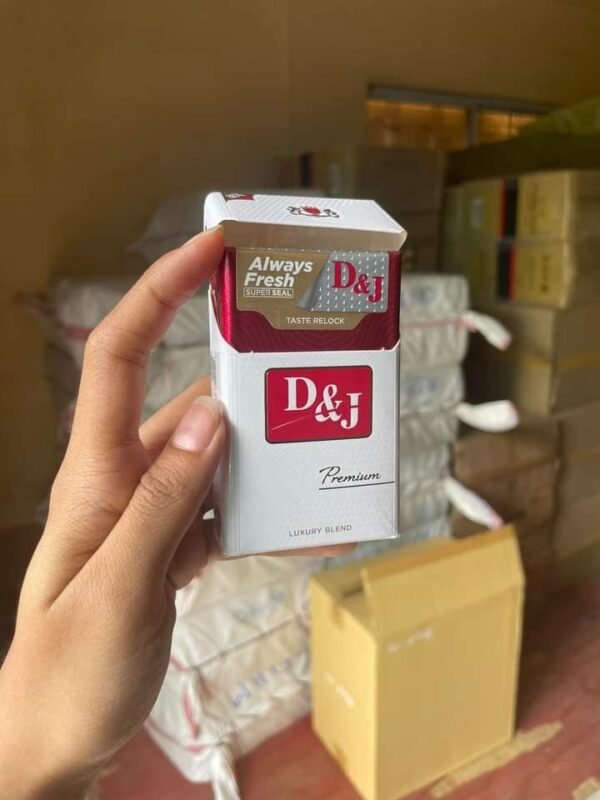 Always
Fresh
SUPER SEAL
D&J
TASTE RELOCK
D&J
Premium
LUXURY BLEND